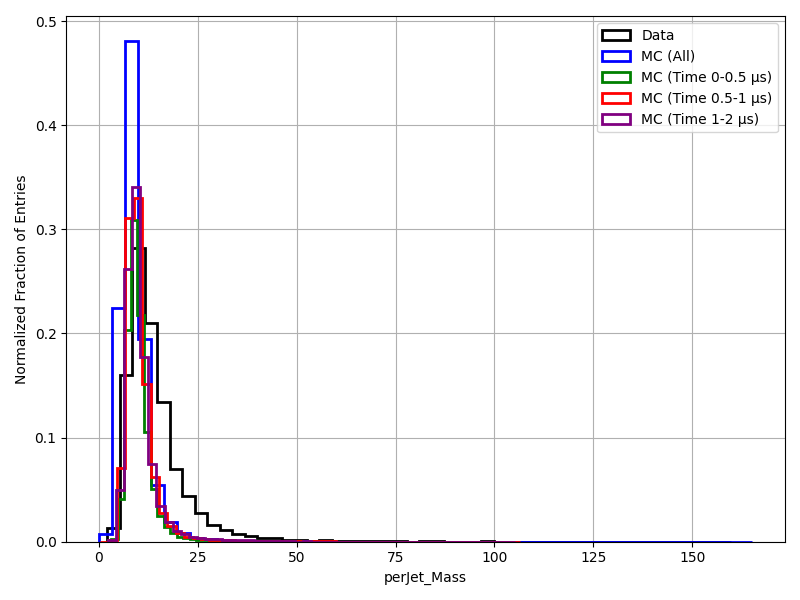 0.5
0.4
0.3
0.2
0.1
0.0
Normalized Fraction of Entries
Data
MC (All)
MC (Time 0-0.5 μs)
MC (Time 0.5-1 μs)
MC (Time 1-2 μs)
0 25 50 75 100 125 150
perJet_Mass